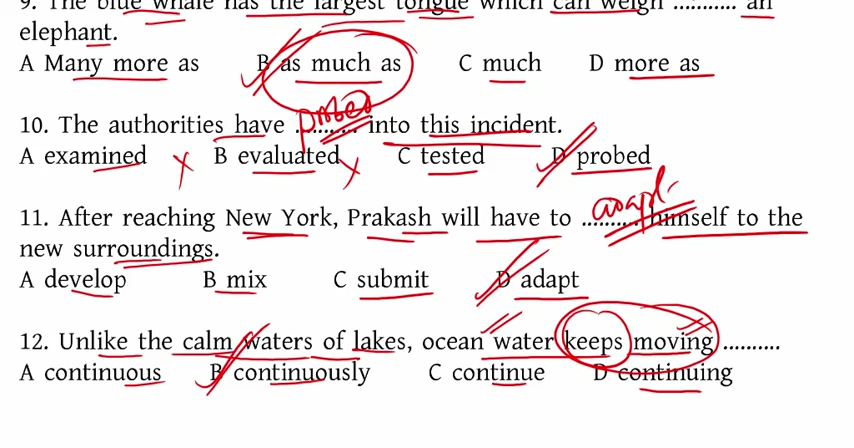 9. The blue whale has the largest tongue which can weigh .......... an
elephant.
A Many more as B as much as C much D more as
probed
10. The authorities have .......... into this incident.
A examined B evaluated C tested D probed
adapt
11. After reaching New York, Prakash will have to .......... himself to the
new surroundings.
A develop B mix C submit D adapt
12. Unlike the calm waters of lakes, ocean water keeps moving ..........
A continuous B continuously C continue D continuing